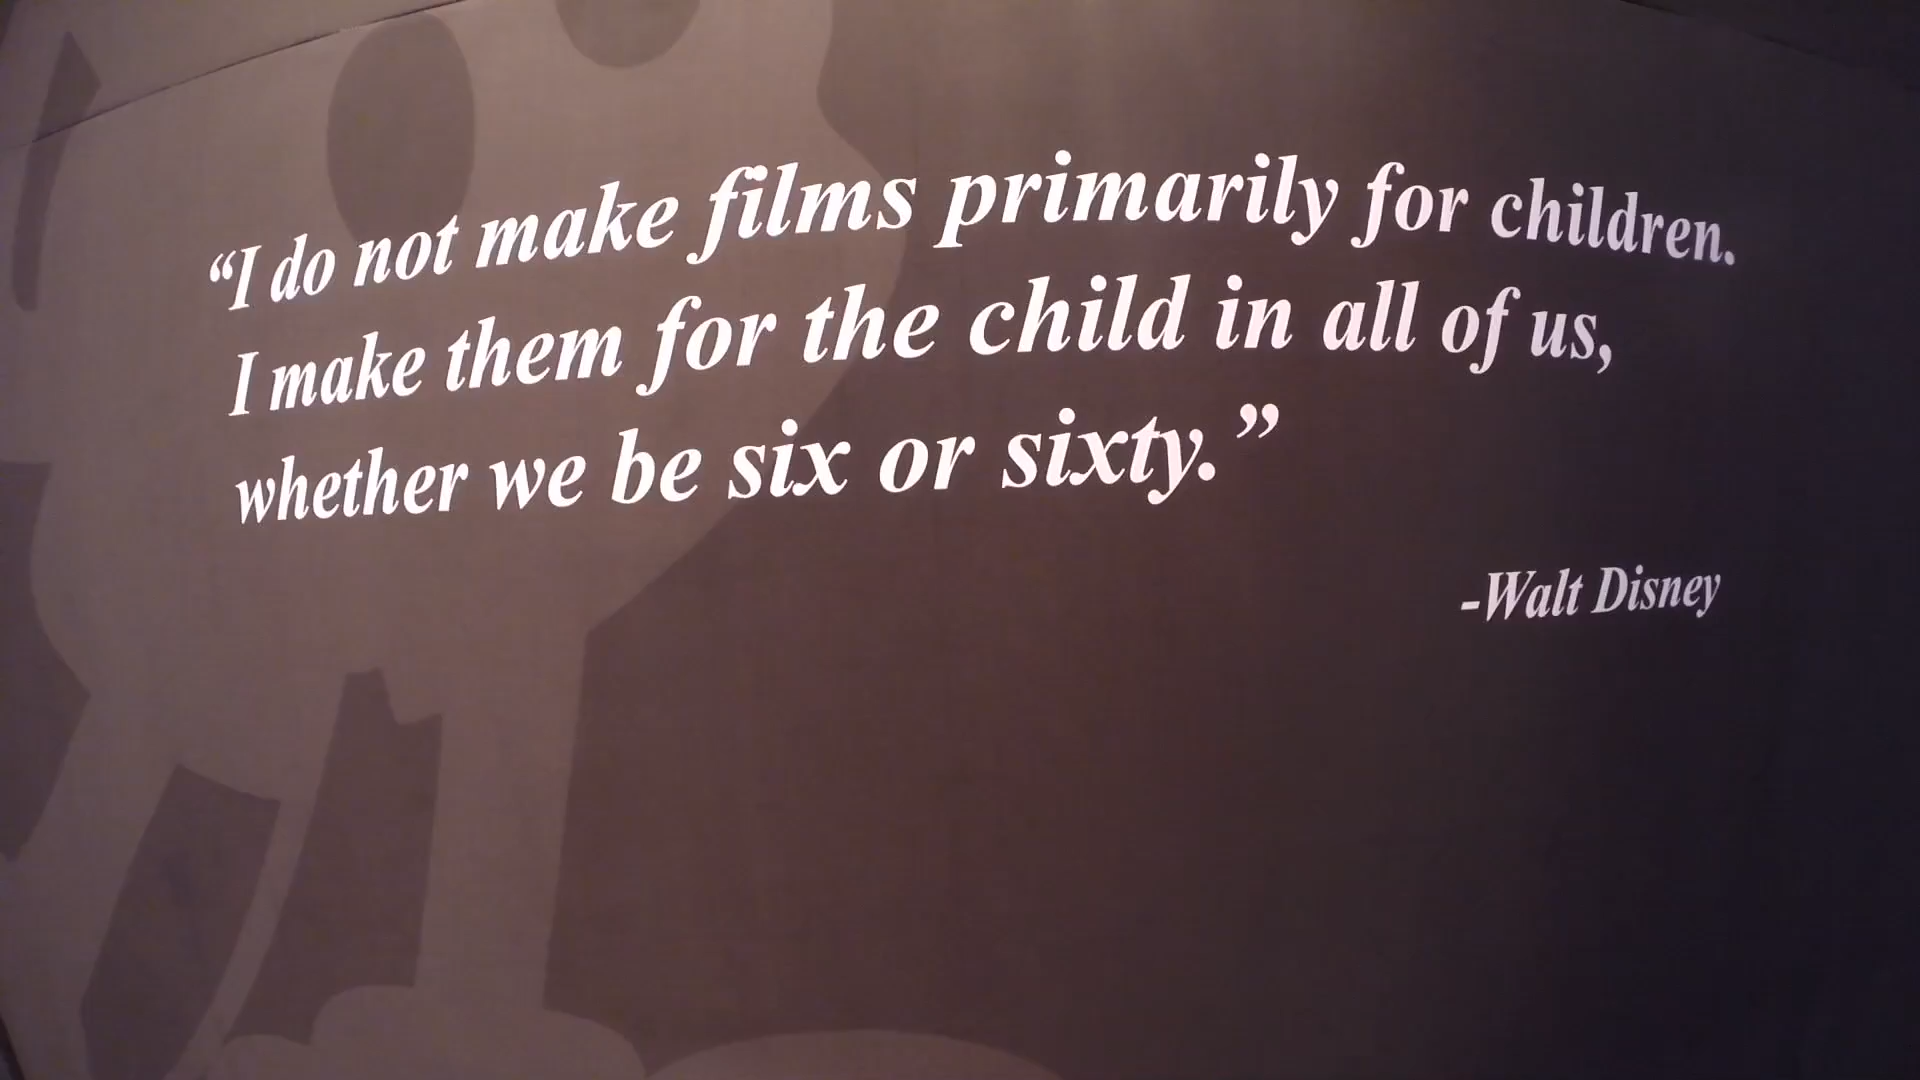 “I do not make films primarily for children.
I make them for the child in all of us,
whether we be six or sixty.”
-Walt Disney